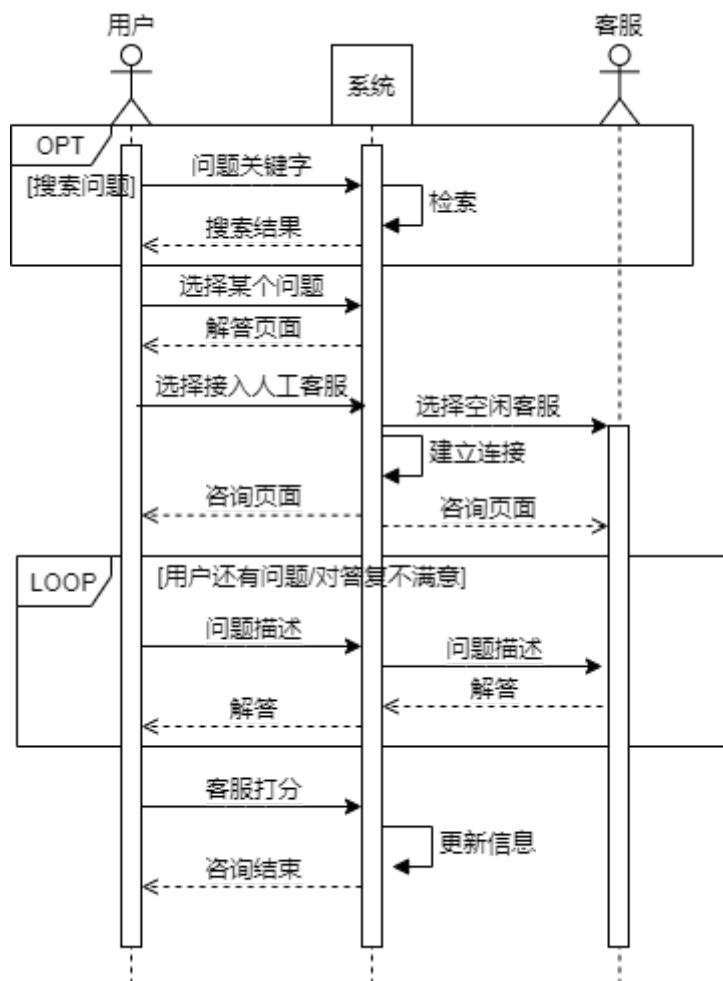 用户
系统
客服
OPT
[搜索问题]
问题关键字
检索
搜索结果
选择某个问题
解答页面
选择接入人工客服
选择空闲客服
建立连接
咨询页面
咨询页面
LOOP
[用户还有问题/对答复不满意]
问题描述
问题描述
解答
解答
客服打分
更新信息
咨询结束